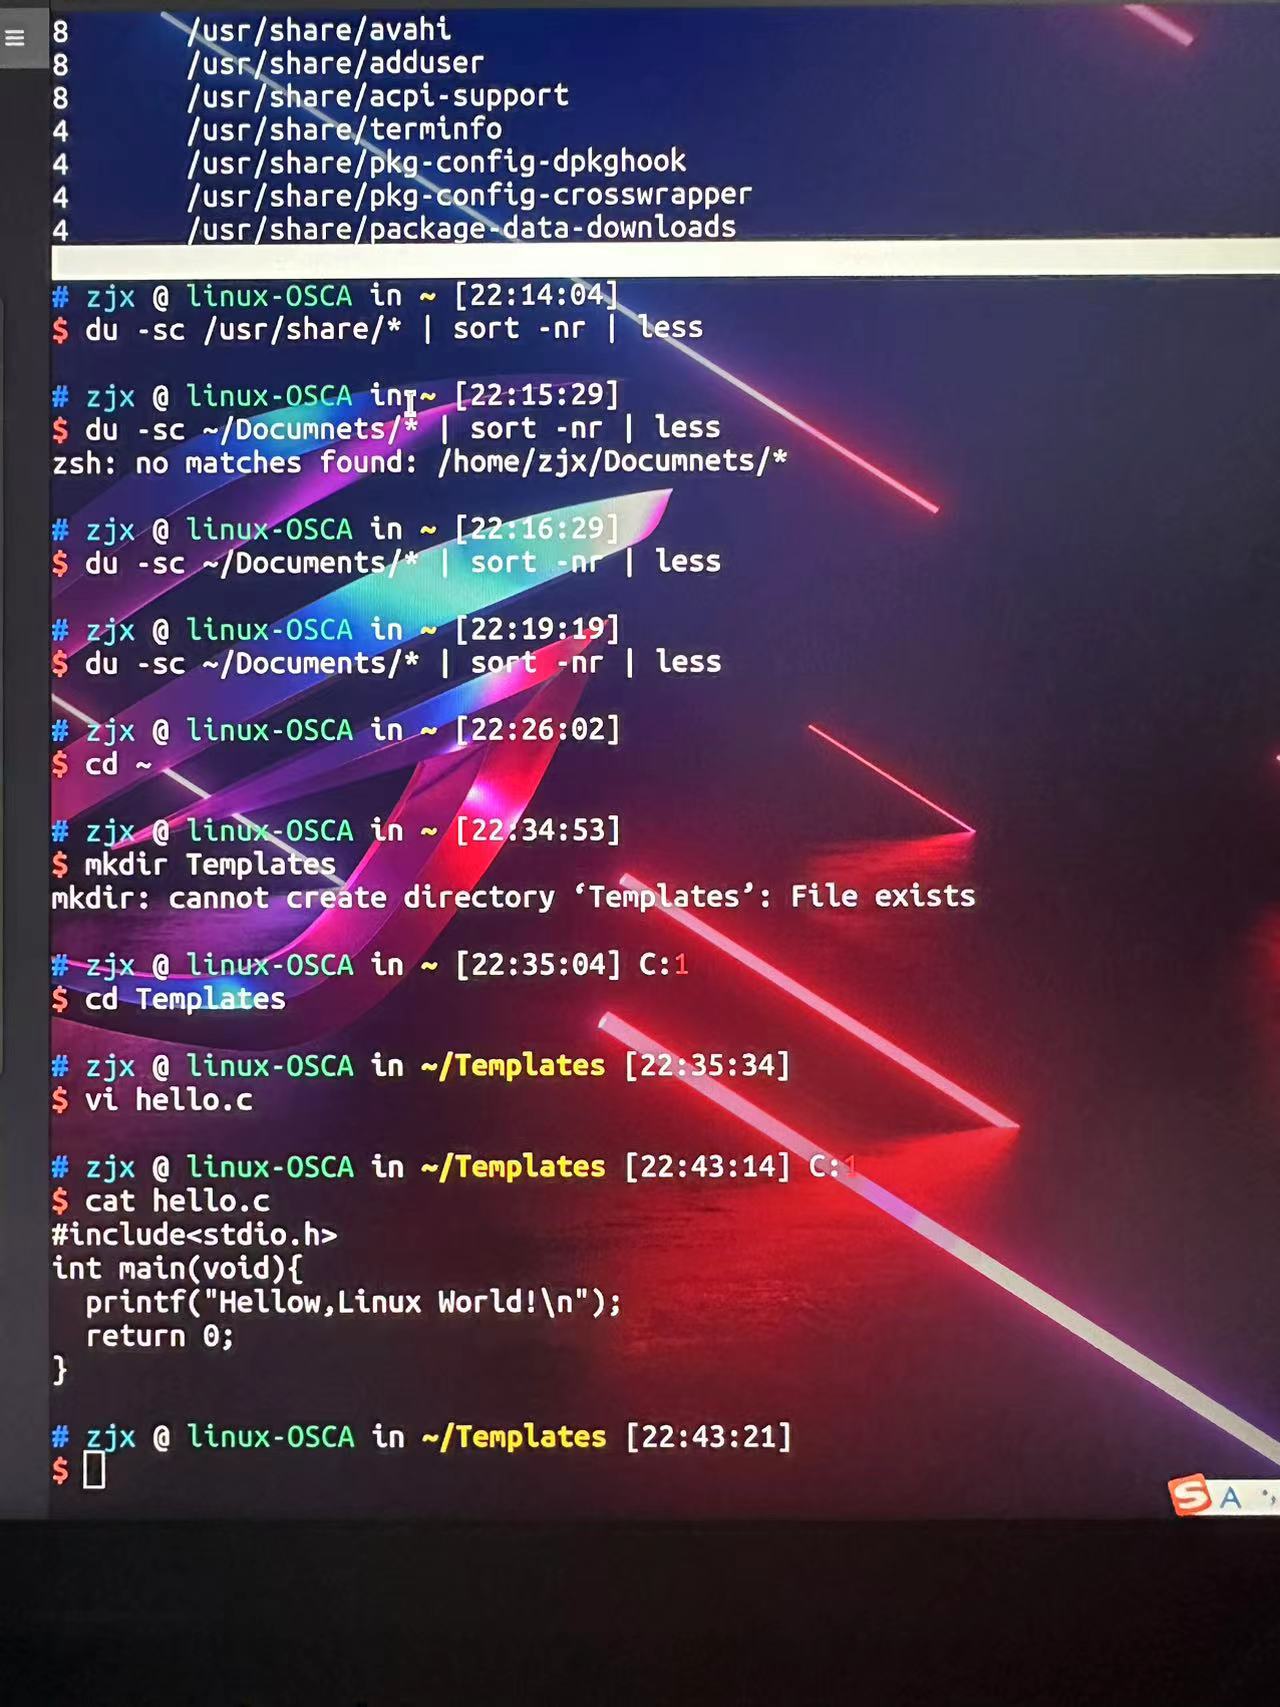 8 /usr/share/avahi
8 /usr/share/adduser
8 /usr/share/acpi-support
4 /usr/share/terminfo
4 /usr/share/pkg-config-dpkghook
4 /usr/share/pkg-config-crosswrapper
4 /usr/share/package-data-downloads
# zjx @ linux-OSCA in ~ [22:14:04]
$ du -sc /usr/share/* | sort -nr | less
# zjx @ linux-OSCA in ~ [22:15:29]
$ du -sc ~/Documnets/* | sort -nr | less
zsh: no matches found: /home/zjx/Documnets/*
# zjx @ linux-OSCA in ~ [22:16:29]
$ du -sc ~/Documents/* | sort -nr | less
# zjx @ linux-OSCA in ~ [22:19:19]
$ du -sc ~/Documents/* | sort -nr | less
# zjx @ linux-OSCA in ~ [22:26:02]
$ cd ~
# zjx @ linux-OSCA in ~ [22:34:53]
$ mkdir Templates
mkdir: cannot create directory ‘Templates’: File exists
# zjx @ linux-OSCA in ~ [22:35:04] C:1
$ cd Templates
# zjx @ linux-OSCA in ~/Templates [22:35:34]
$ vi hello.c
# zjx @ linux-OSCA in ~/Templates [22:43:14] C:1
$ cat hello.c
#include<stdio.h>
int main(void){
  printf("Hellow,Linux World!\n");
  return 0;
}
# zjx @ linux-OSCA in ~/Templates [22:43:21]
$
S A